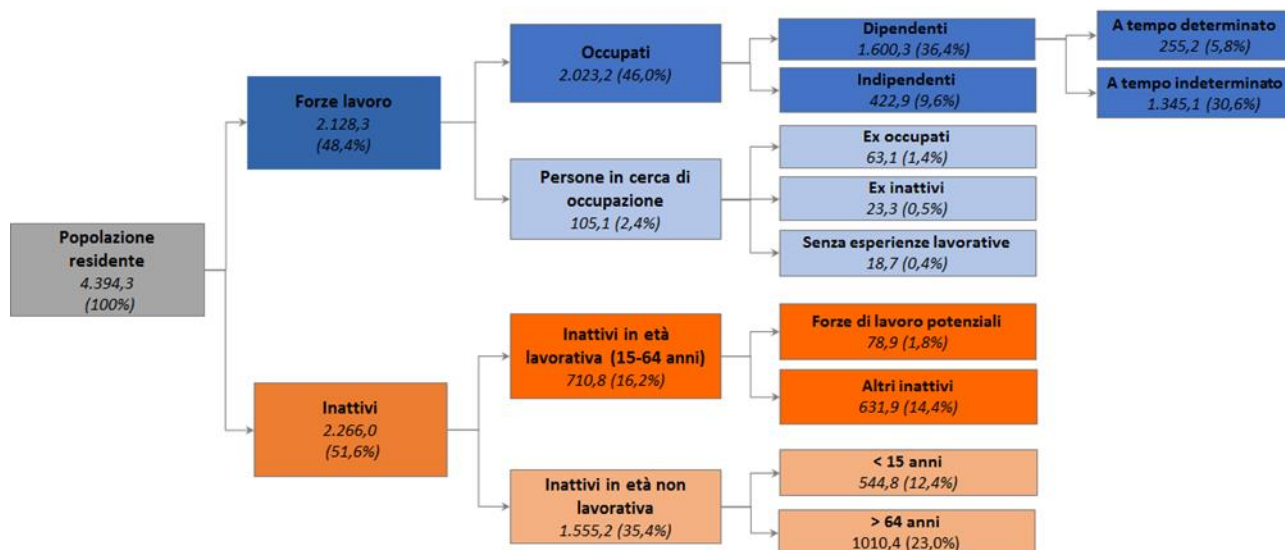 Popolazione
residente
4.394,3
(100%)
Forze lavoro
2.128,3
(48,4%)
Occupati
2.023,2 (46,0%)
Dipendenti
1.600,3 (36,4%)
A tempo determinato
255,2 (5,8%)
A tempo indeterminato
1.345,1 (30,6%)
Indipendenti
422,9 (9,6%)
Persone in cerca di
occupazione
105,1 (2,4%)
Ex occupati
63,1 (1,4%)
Ex inattivi
23,3 (0,5%)
Senza esperienze lavorative
18,7 (0,4%)
Inattivi
2.266,0
(51,6%)
Inattivi in età
lavorativa (15-64 anni)
710,8 (16,2%)
Forze di lavoro potenziali
78,9 (1,8%)
Altri inattivi
631,9 (14,4%)
Inattivi in età non
lavorativa
1.555,2 (35,4%)
< 15 anni
544,8 (12,4%)
> 64 anni
1010,4 (23,0%)